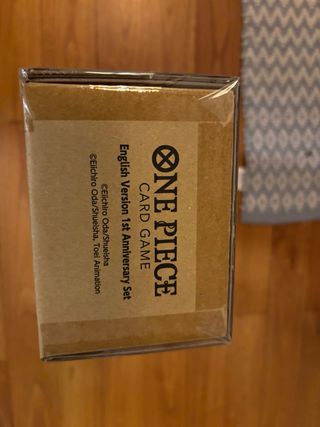 ONE PIECE
CARD GAME
English Version 1st Anniversary Set
©Eiichiro Oda/Shueisha
©Eiichiro Oda/Shueisha, Toei Animation